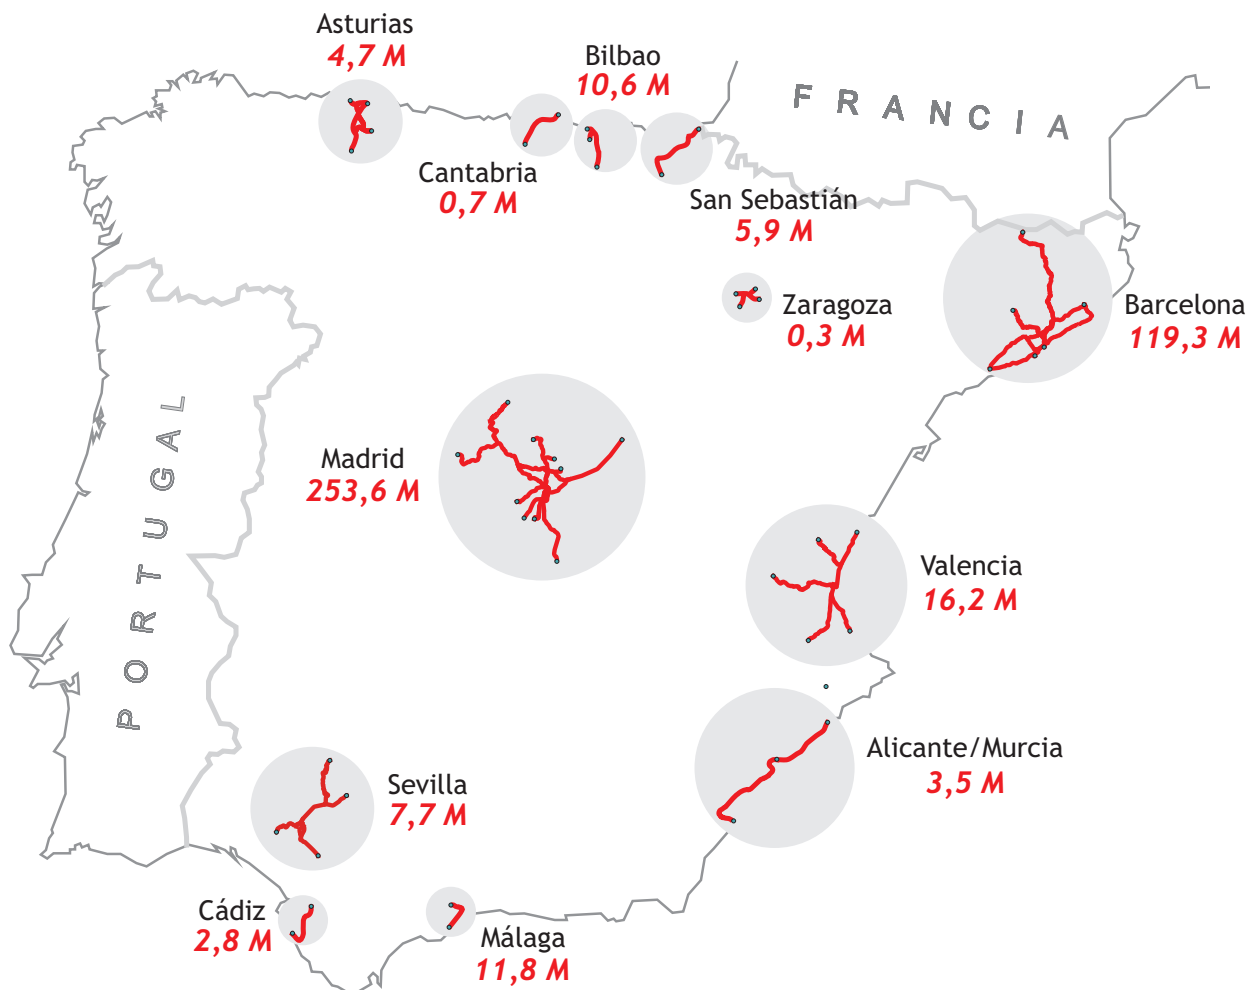 Asturias
4,7 M
Bilbao
10,6 M
FRANCIA
Cantabria
0,7 M
San Sebastián
5,9 M
Zaragoza
0,3 M
Barcelona
119,3 M
PORTUGAL
Madrid
253,6 M
Valencia
16,2 M
Alicante/Murcia
3,5 M
Sevilla
7,7 M
Cádiz
2,8 M
Málaga
11,8 M